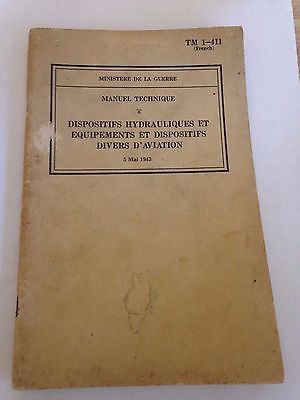 TM 1-411
(French)
MINISTERE DE LA GUERRE
MANUEL TECHNIQUE
DISPOSITIFS HYDRAULIQUES ET
EQUIPEMENTS ET DISPOSITIFS
DIVERS D'AVIATION
5 Mai 1943